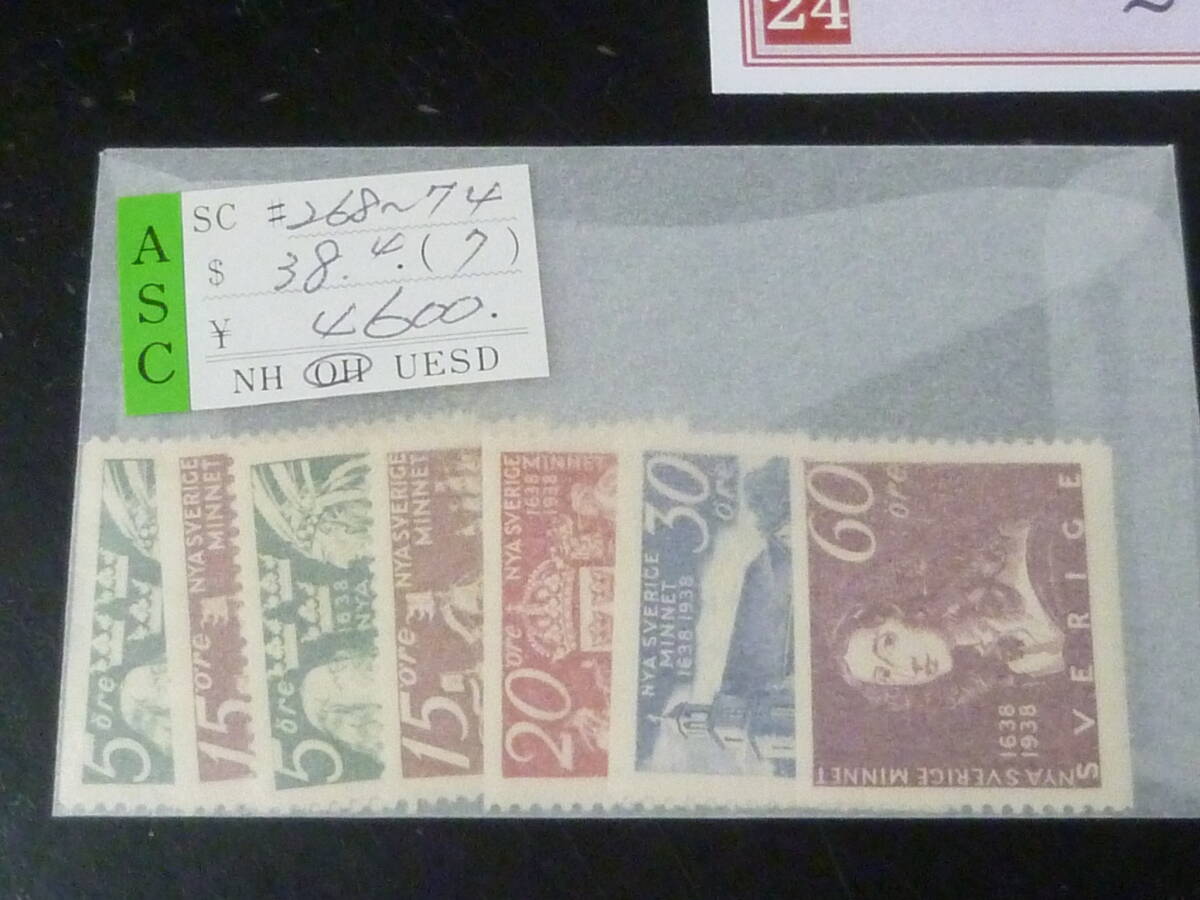 24
ASC
SC #268~74
$ 38.4.(7)
¥ 4600.
NH OH UESD
5 öre
15 öre
NYA SVERIGE
MINNET
5 öre
1638
NYA
15 öre
NYA SVERIGE
MINNET
20 öre
NYA SVERIGE
1638
1938
MINNE
30 öre
NYA SVERIGE
MINNET
1638·1938
60 öre
SVERIGE
1638
1938
NYA SVERIGE MINNET